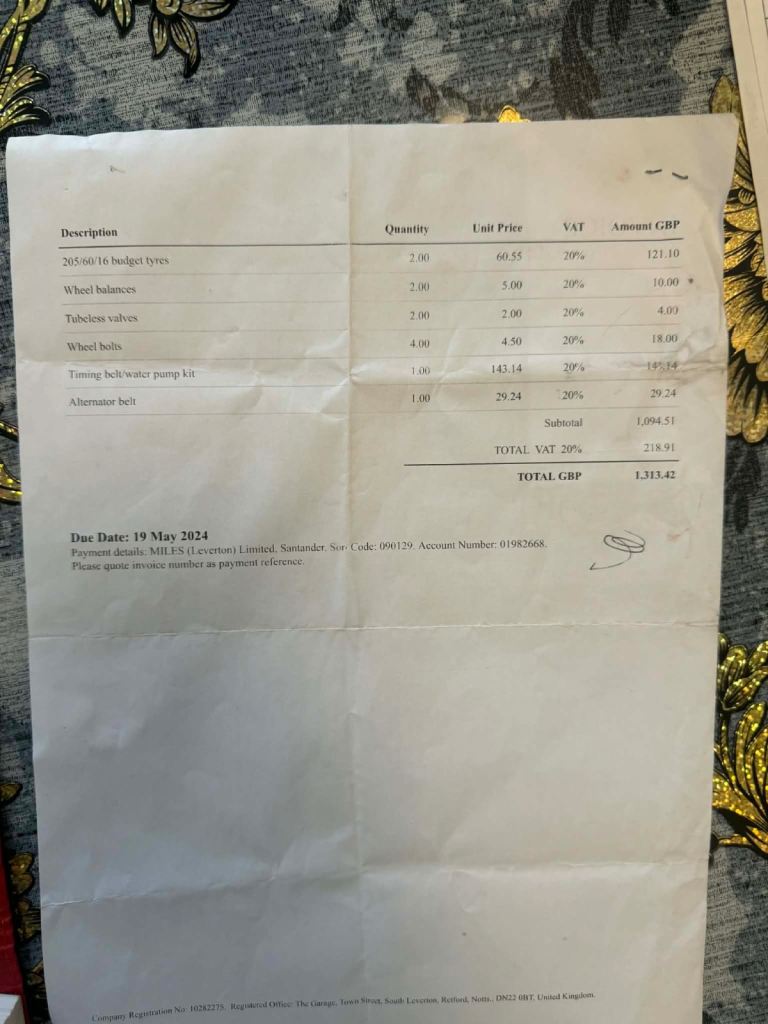 Description Quantity Unit Price VAT Amount GBP
205/60/16 budget tyres 2.00 60.55 20% 121.10
Wheel balances 2.00 5.00 20% 10.00
Tubeless valves 2.00 2.00 20% 4.00
Wheel bolts 4.00 4.50 20% 18.00
Timing belt/water pump kit 1.00 143.14 20% 143.14
Alternator belt 1.00 29.24 20% 29.24
Subtotal 1,094.51
TOTAL VAT 20% 218.91
TOTAL GBP 1,313.42
Due Date: 19 May 2024
Payment details: MILES (Leverton) Limited, Santander, Sort Code: 090129. Account Number: 01982668.
Please quote invoice number as payment reference.
Company Registration No: 10282275. Registered Office: The Garage, Town Street, South Leverton, Retford, Notts., DN22 0BT, United Kingdom.